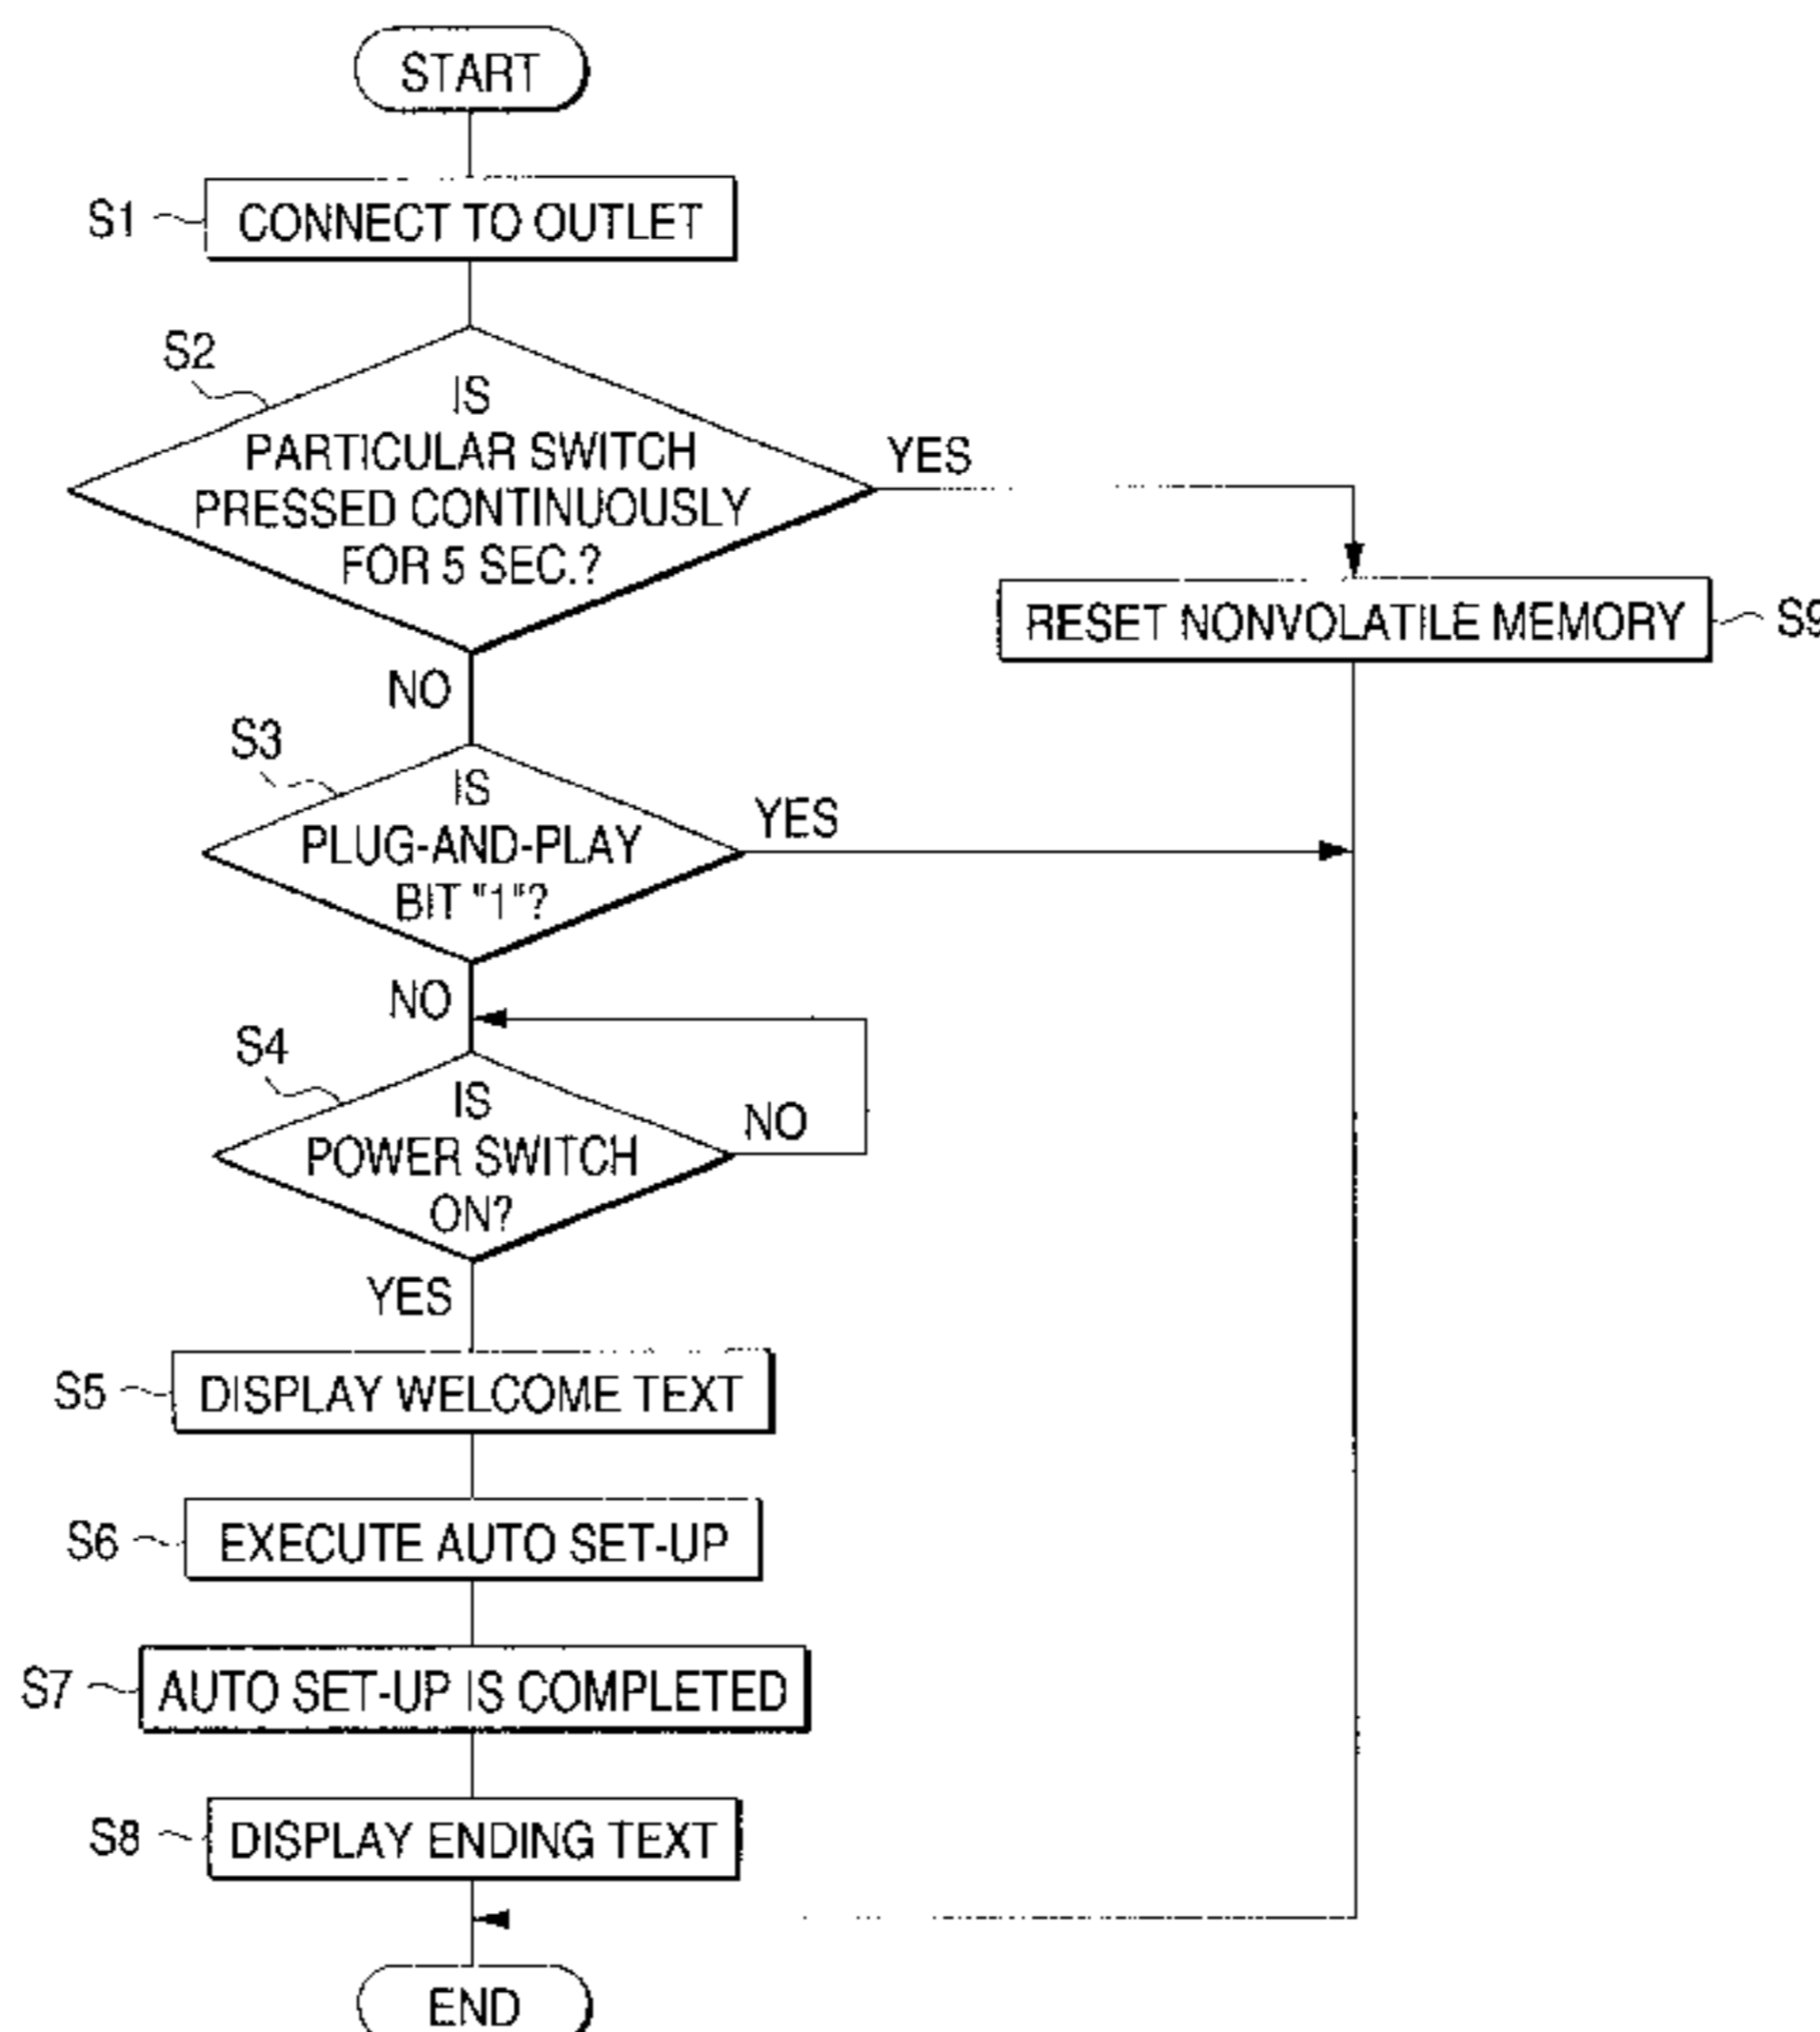 START
S1
CONNECT TO OUTLET
S2
IS
PARTICULAR SWITCH
PRESSED CONTINUOUSLY
FOR 5 SEC.?
YES
RESET NONVOLATILE MEMORY
S9
NO
S3
IS
PLUG-AND-PLAY
BIT "1"?
YES
NO
S4
IS
POWER SWITCH
ON?
NO
YES
S5
DISPLAY WELCOME TEXT
S6
EXECUTE AUTO SET-UP
S7
AUTO SET-UP IS COMPLETED
S8
DISPLAY ENDING TEXT
END